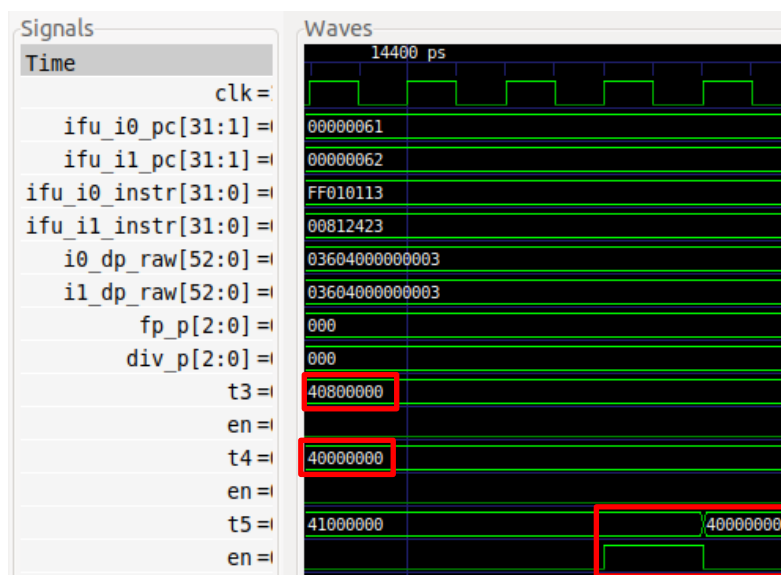 Signals
Waves
Time
14400 ps
clk =
ifu_i0_pc[31:1] = 00000061
ifu_i1_pc[31:1] = 00000062
ifu_i0_instr[31:0] = FF010113
ifu_i1_instr[31:0] = 00812423
i0_dp_raw[52:0] = 03604000000003
i1_dp_raw[52:0] = 03604000000003
fp_p[2:0] = 000
div_p[2:0] = 000
t3 = 40800000
en =
t4 = 40000000
en =
t5 = 41000000 40000000
en =